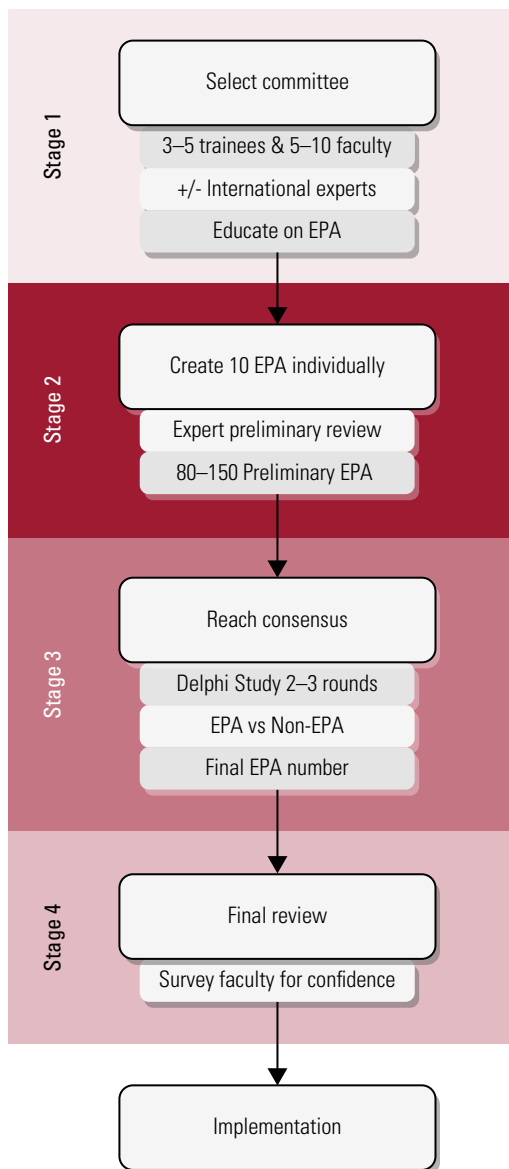 Stage 1
Select committee
3–5 trainees & 5–10 faculty
+/- International experts
Educate on EPA
Stage 2
Create 10 EPA individually
Expert preliminary review
80–150 Preliminary EPA
Stage 3
Reach consensus
Delphi Study 2–3 rounds
EPA vs Non-EPA
Final EPA number
Stage 4
Final review
Survey faculty for confidence
Implementation